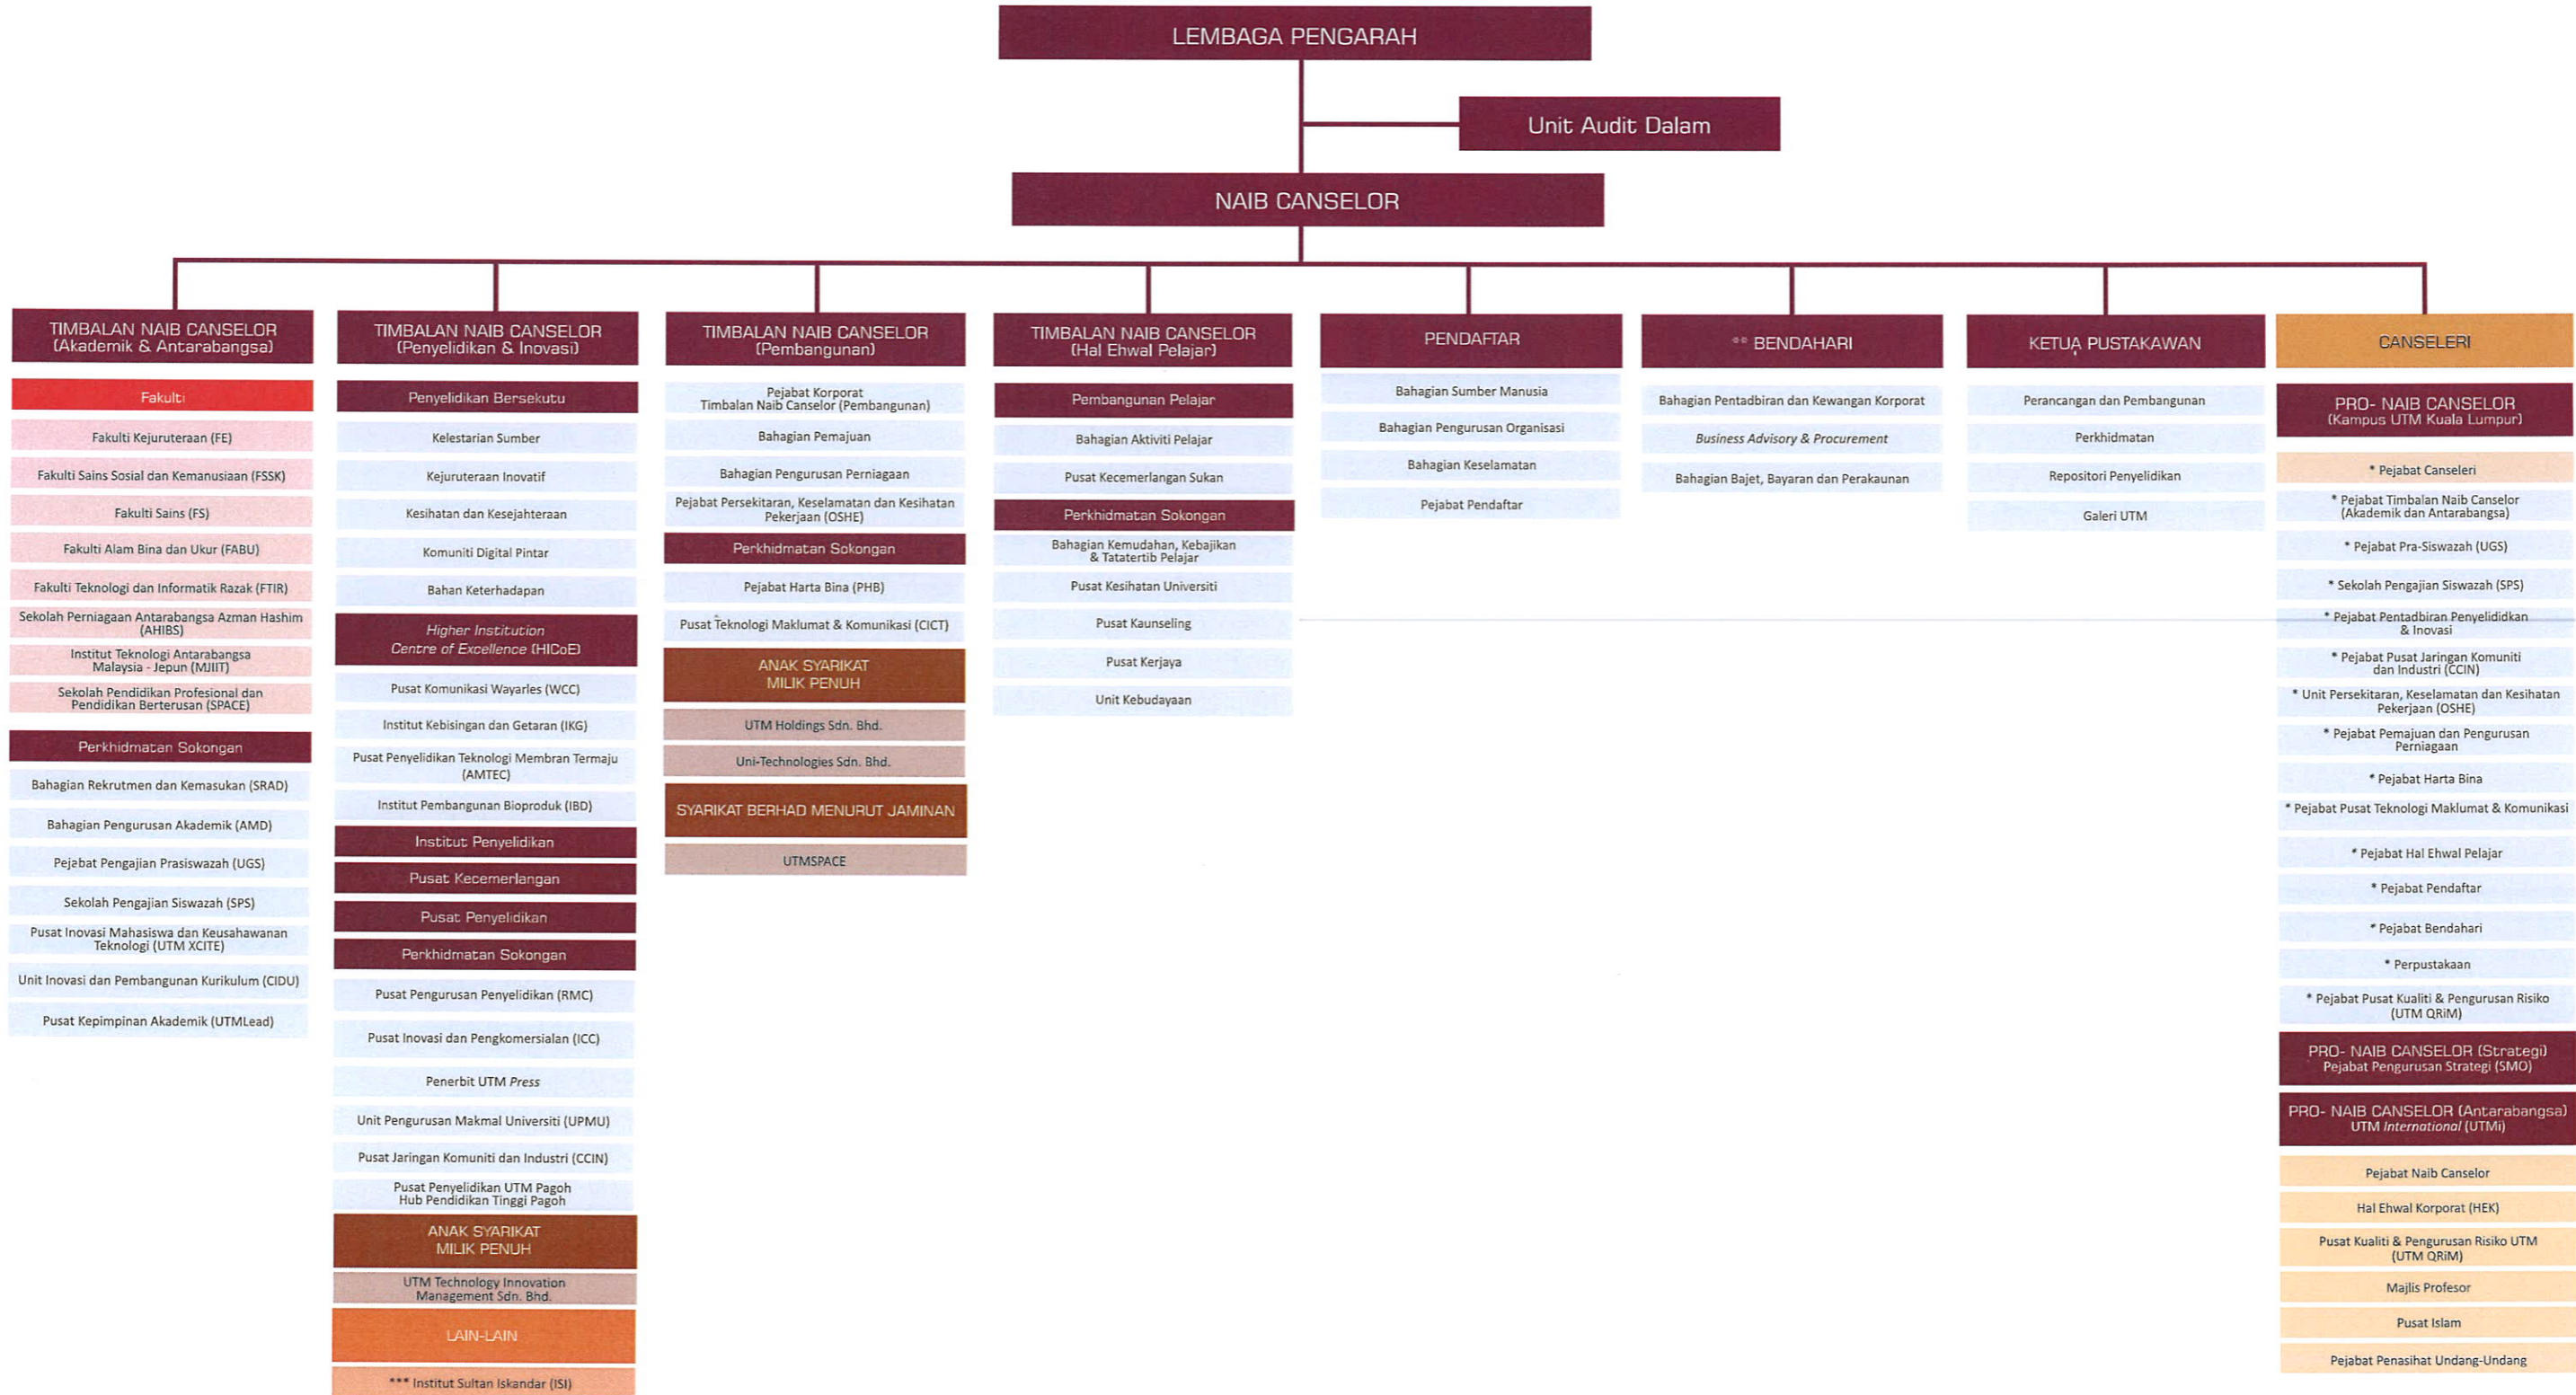 LEMBAGA PENGARAH
Unit Audit Dalam
NAIB CANSELOR
TIMBALAN NAIB CANSELOR
(Akademik & Antarabangsa)
Fakulti
Fakulti Kejuruteraan (FE)
Fakulti Sains Sosial dan Kemanusiaan (FSSK)
Fakulti Sains (FS)
Fakulti Alam Bina dan Ukur (FABU)
Fakulti Teknologi dan Informatik Razak (FTIR)
Sekolah Perniagaan Antarabangsa Azman Hashim
(AHIBS)
Institut Teknologi Antarabangsa
Malaysia - Jepun (MJIIT)
Sekolah Pendidikan Profesional dan
Pendidikan Berterusan (SPACE)
Perkhidmatan Sokongan
Bahagian Rekrutmen dan Kemasukan (SRAD)
Bahagian Pengurusan Akademik (AMD)
Pejabat Pengajian Prasiswazah (UGS)
Sekolah Pengajian Siswazah (SPS)
Pusat Inovasi Mahasiswa dan Keusahawanan
Teknologi (UTM XCITE)
Unit Inovasi dan Pembangunan Kurikulum (CIDU)
Pusat Kepimpinan Akademik (UTMLead)
TIMBALAN NAIB CANSELOR
(Penyelidikan & Inovasi)
Penyelidikan Bersekutu
Kelestarian Sumber
Kejuruteraan Inovatif
Kesihatan dan Kesejahteraan
Komuniti Digital Pintar
Bahan Keterhadapan
Higher Institution
Centre of Excellence (HICoE)
Pusat Komunikasi Wayarles (WCC)
Institut Kebisingan dan Getaran (IKG)
Pusat Penyelidikan Teknologi Membran Termaju
(AMTEC)
Institut Pembangunan Bioproduk (IBD)
Institut Penyelidikan
Pusat Kecemerlangan
Pusat Penyelidikan
Perkhidmatan Sokongan
Pusat Pengurusan Penyelidikan (RMC)
Pusat Inovasi dan Pengkomersialan (ICC)
Penerbit UTM Press
Unit Pengurusan Makmal Universiti (UPMU)
Pusat Jaringan Komuniti dan Industri (CCIN)
Pusat Penyelidikan UTM Pagoh
Hub Pendidikan Tinggi Pagoh
ANAK SYARIKAT
MILIK PENUH
UTM Technology Innovation
Management Sdn. Bhd.
LAIN-LAIN
*** Institut Sultan Iskandar (ISI)
TIMBALAN NAIB CANSELOR
(Pembangunan)
Pejabat Korporat
Timbalan Naib Canselor (Pembangunan)
Bahagian Pemajuan
Bahagian Pengurusan Perniagaan
Pejabat Persekitaran, Keselamatan dan Kesihatan
Pekerjaan (OSHE)
Perkhidmatan Sokongan
Pejabat Harta Bina (PHB)
Pusat Teknologi Maklumat & Komunikasi (CICT)
ANAK SYARIKAT
MILIK PENUH
UTM Holdings Sdn. Bhd.
Uni-Technologies Sdn. Bhd.
SYARIKAT BERHAD MENURUT JAMINAN
UTMSPACE
TIMBALAN NAIB CANSELOR
(Hal Ehwal Pelajar)
Pembangunan Pelajar
Bahagian Aktiviti Pelajar
Pusat Kecemerlangan Sukan
Perkhidmatan Sokongan
Bahagian Kemudahan, Kebajikan
& Tatatertib Pelajar
Pusat Kesihatan Universiti
Pusat Kaunseling
Pusat Kerjaya
Unit Kebudayaan
PENDAFTAR
Bahagian Sumber Manusia
Bahagian Pengurusan Organisasi
Bahagian Keselamatan
Pejabat Pendaftar
** BENDAHARI
Bahagian Pentadbiran dan Kewangan Korporat
Business Advisory & Procurement
Bahagian Bajet, Bayaran dan Perakaunan
KETUA PUSTAKAWAN
Perancangan dan Pembangunan
Perkhidmatan
Repositori Penyelidikan
Galeri UTM
CANSELERI
PRO- NAIB CANSELOR
(Kampus UTM Kuala Lumpur)
* Pejabat Canseleri
* Pejabat Timbalan Naib Canselor
(Akademik dan Antarabangsa)
* Pejabat Pra-Siswazah (UGS)
* Sekolah Pengajian Siswazah (SPS)
* Pejabat Pentadbiran Penyelididkan
& Inovasi
* Pejabat Pusat Jaringan Komuniti
dan Industri (CCIN)
* Unit Persekitaran, Keselamatan dan Kesihatan
Pekerjaan (OSHE)
* Pejabat Pemajuan dan Pengurusan
Perniagaan
* Pejabat Harta Bina
* Pejabat Pusat Teknologi Maklumat & Komunikasi
* Pejabat Hal Ehwal Pelajar
* Pejabat Pendaftar
* Pejabat Bendahari
* Perpustakaan
* Pejabat Pusat Kualiti & Pengurusan Risiko
(UTM QRiM)
PRO- NAIB CANSELOR (Strategi)
Pejabat Pengurusan Strategi (SMO)
PRO- NAIB CANSELOR (Antarabangsa)
UTM International (UTMi)
Pejabat Naib Canselor
Hal Ehwal Korporat (HEK)
Pusat Kualiti & Pengurusan Risiko UTM
(UTM QRiM)
Majlis Profesor
Pusat Islam
Pejabat Penasihat Undang-Undang